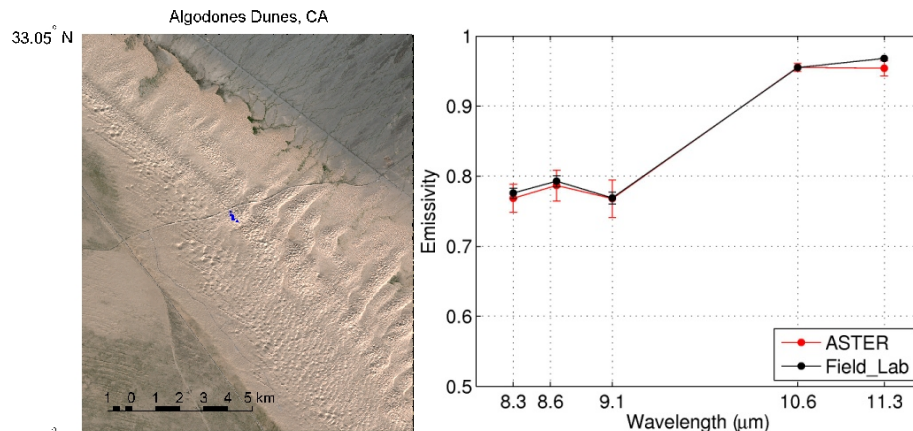 Algodones Dunes, CA
33.05° N
1 0 1 2 3 4 5 km
1
0.9
0.8
0.7
0.6
0.5
Emissivity
8.3 8.6 9.1 10.6 11.3
Wavelength (μm)
ASTER
Field_Lab